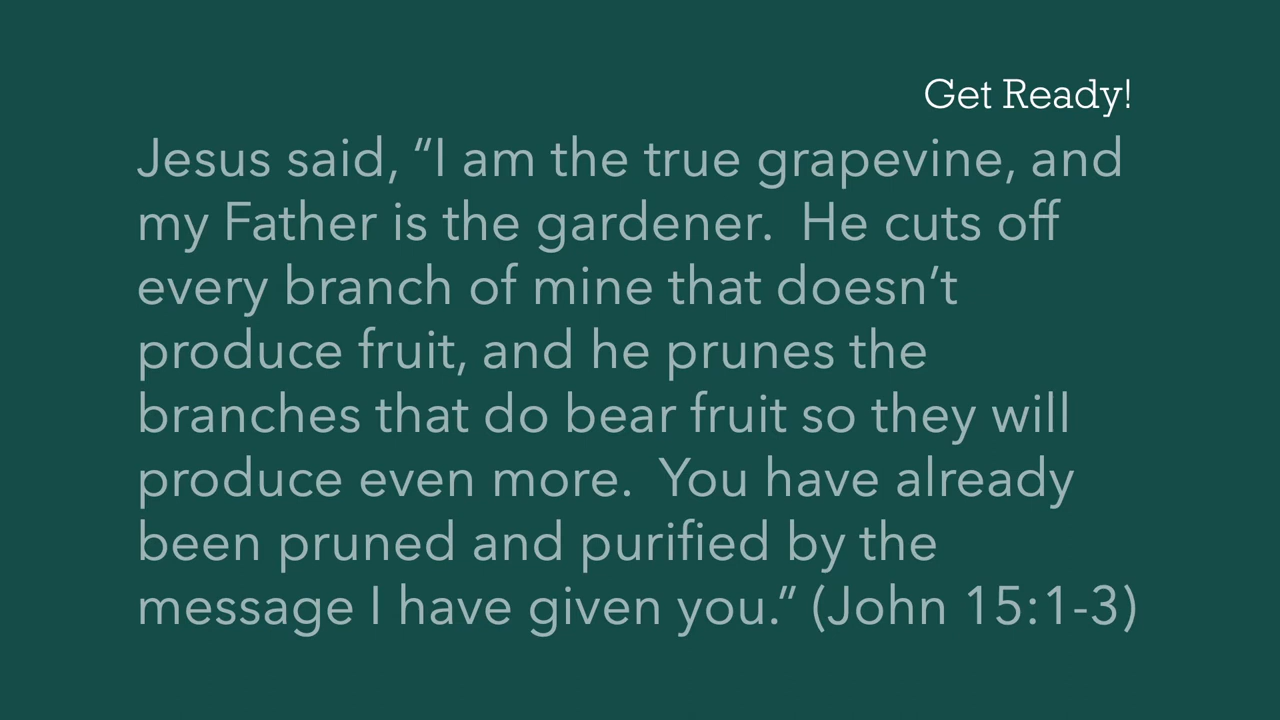 Get Ready!
Jesus said, “I am the true grapevine, and
my Father is the gardener.  He cuts off
every branch of mine that doesn’t
produce fruit, and he prunes the
branches that do bear fruit so they will
produce even more.  You have already
been pruned and purified by the
message I have given you.” (John 15:1-3)